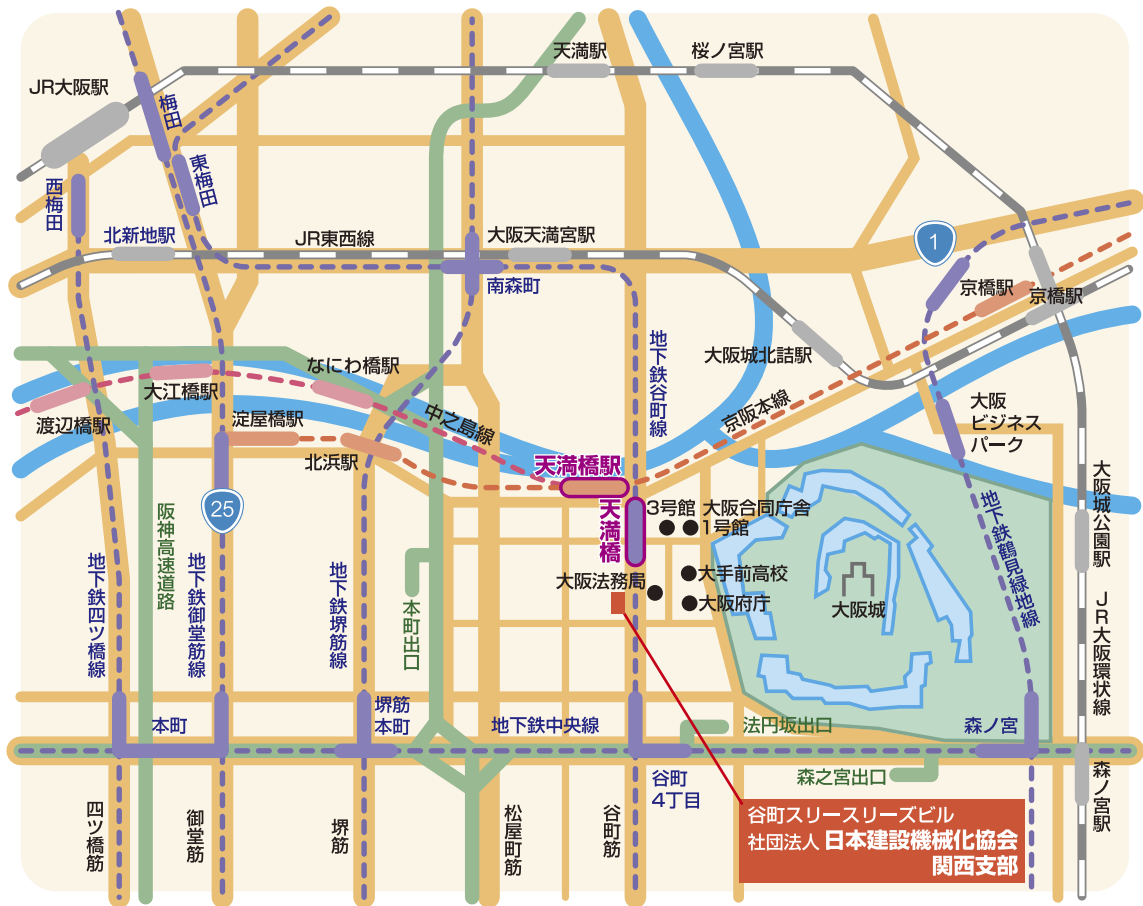 天満駅
桜ノ宮駅
JR大阪駅
梅田
東梅田
西梅田
北新地駅
JR東西線
大阪天満宮駅
1
南森町
京橋駅
京橋駅
なにわ橋駅
地下鉄谷町線
大阪城北詰駅
大江橋駅
渡辺橋駅
淀屋橋駅
中之島線
京阪本線
大阪
ビジネス
パーク
北浜駅
天満橋駅
大阪城公園駅
25
阪神高速道路
天満橋
3号館
大阪合同庁舎
1号館
地下鉄鶴見緑地線
地下鉄四ツ橋線
地下鉄御堂筋線
地下鉄堺筋線
本町出口
大阪法務局
大手前高校
大阪府庁
大阪城
JR大阪環状線
本町
堺筋
本町
地下鉄中央線
法円坂出口
森ノ宮
谷町
4丁目
森之宮出口
森ノ宮駅
四ツ橋筋
御堂筋
堺筋
松屋町筋
谷町筋
谷町スリースリーズビル
社団法人 日本建設機械化協会
関西支部